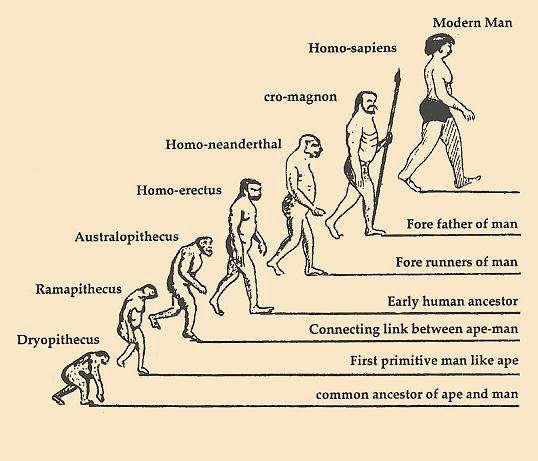 Modern Man
Homo-sapiens
cro-magnon
Homo-neanderthal
Homo-erectus
Australopithecus
Ramapithecus
Dryopithecus
Fore father of man
Fore runners of man
Early human ancestor
Connecting link between ape-man
First primitive man like ape
common ancestor of ape and man